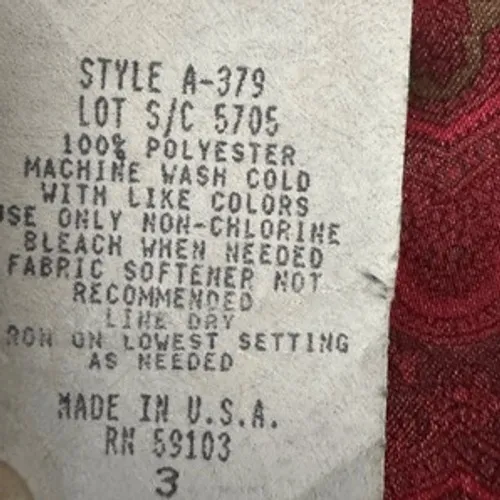 STYLE A-379
LOT S/C 5705
100% POLYESTER
MACHINE WASH COLD
WITH LIKE COLORS
USE ONLY NON-CHLORINE
BLEACH WHEN NEEDED
FABRIC SOFTENER NOT
RECOMMENDED
LINE DRY
RON ON LOWEST SETTING
AS NEEDED
MADE IN U.S.A.
RN 59103
3